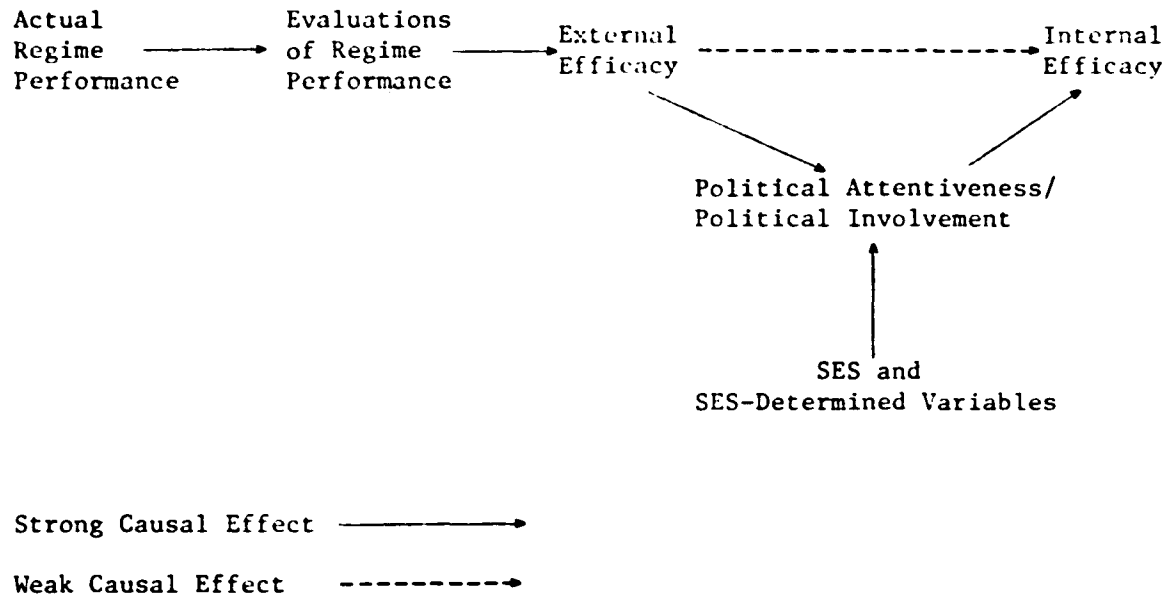 Actual
Regime
Performance
Evaluations
of Regime
Performance
External
Efficacy
Internal
Efficacy
Political Attentiveness/
Political Involvement
SES and
SES-Determined Variables
Strong Causal Effect
Weak Causal Effect